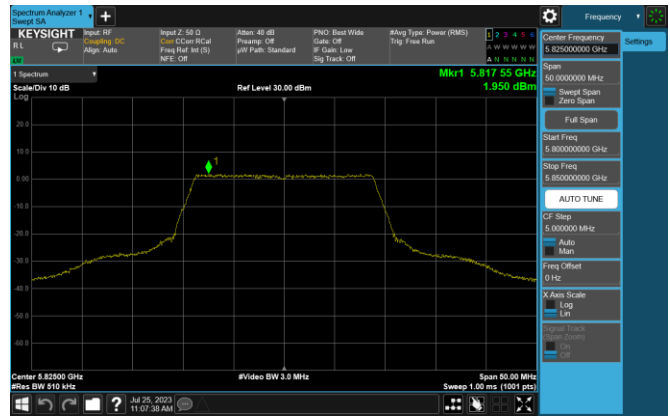 Spectrum Analyzer 1
Swept SA
+
Frequency
KEYSIGHT
RL
Input: RF
Coupling: DC
Align: Auto
Input Z: 50 Ω
Corr CCorr RCal
Freq Ref: Int (S)
NFE: Off
Atten: 40 dB
Preamp: Off
µW Path: Standard
PNO: Best Wide
Gate: Off
IF Gain: Low
Sig Track: Off
#Avg Type: Power (RMS)
Trig: Free Run
1 2 3 4 5 6
A W W W W W
A N N N N N
LW
1 Spectrum
Scale/Div 10 dB
Log
Ref Level 30.00 dBm
Mkr1 5.817 55 GHz
1.950 dBm
20.0
10.0
0.00
-10.0
-20.0
-30.0
-40.0
-50.0
-60.0
1
Center 5.82500 GHz
#Res BW 510 kHz
#Video BW 3.0 MHz
Span 50.00 MHz
Sweep 1.00 ms (1001 pts)
Center Frequency
5.825000000 GHz
Settings
Span
50.0000000 MHz
Swept Span
Zero Span
Full Span
Start Freq
5.800000000 GHz
Stop Freq
5.850000000 GHz
AUTO TUNE
CF Step
5.000000 MHz
Auto
Man
Freq Offset
0 Hz
X Axis Scale
Log
Lin
Signal Track
(Span Zoom)
On
Off
?
Jul 25, 2023
11:07:38 AM